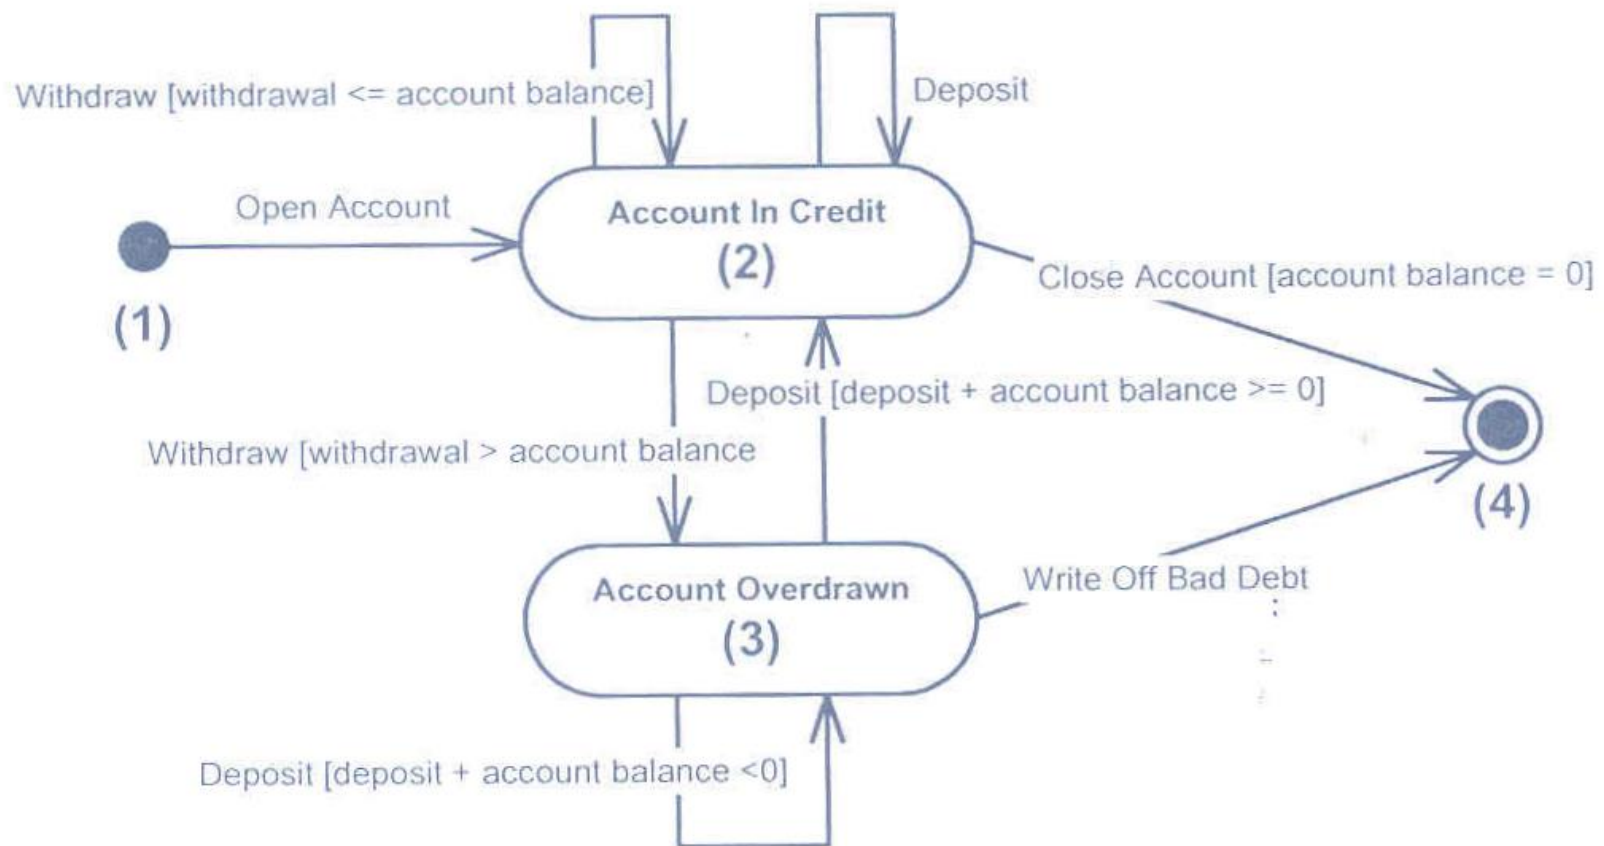 Withdraw [withdrawal <= account balance]
Deposit
Open Account
Account In Credit
(2)
(1)
Close Account [account balance = 0]
Deposit [deposit + account balance >= 0]
Withdraw [withdrawal > account balance
(4)
Account Overdrawn
(3)
Write Off Bad Debt
Deposit [deposit + account balance <0]